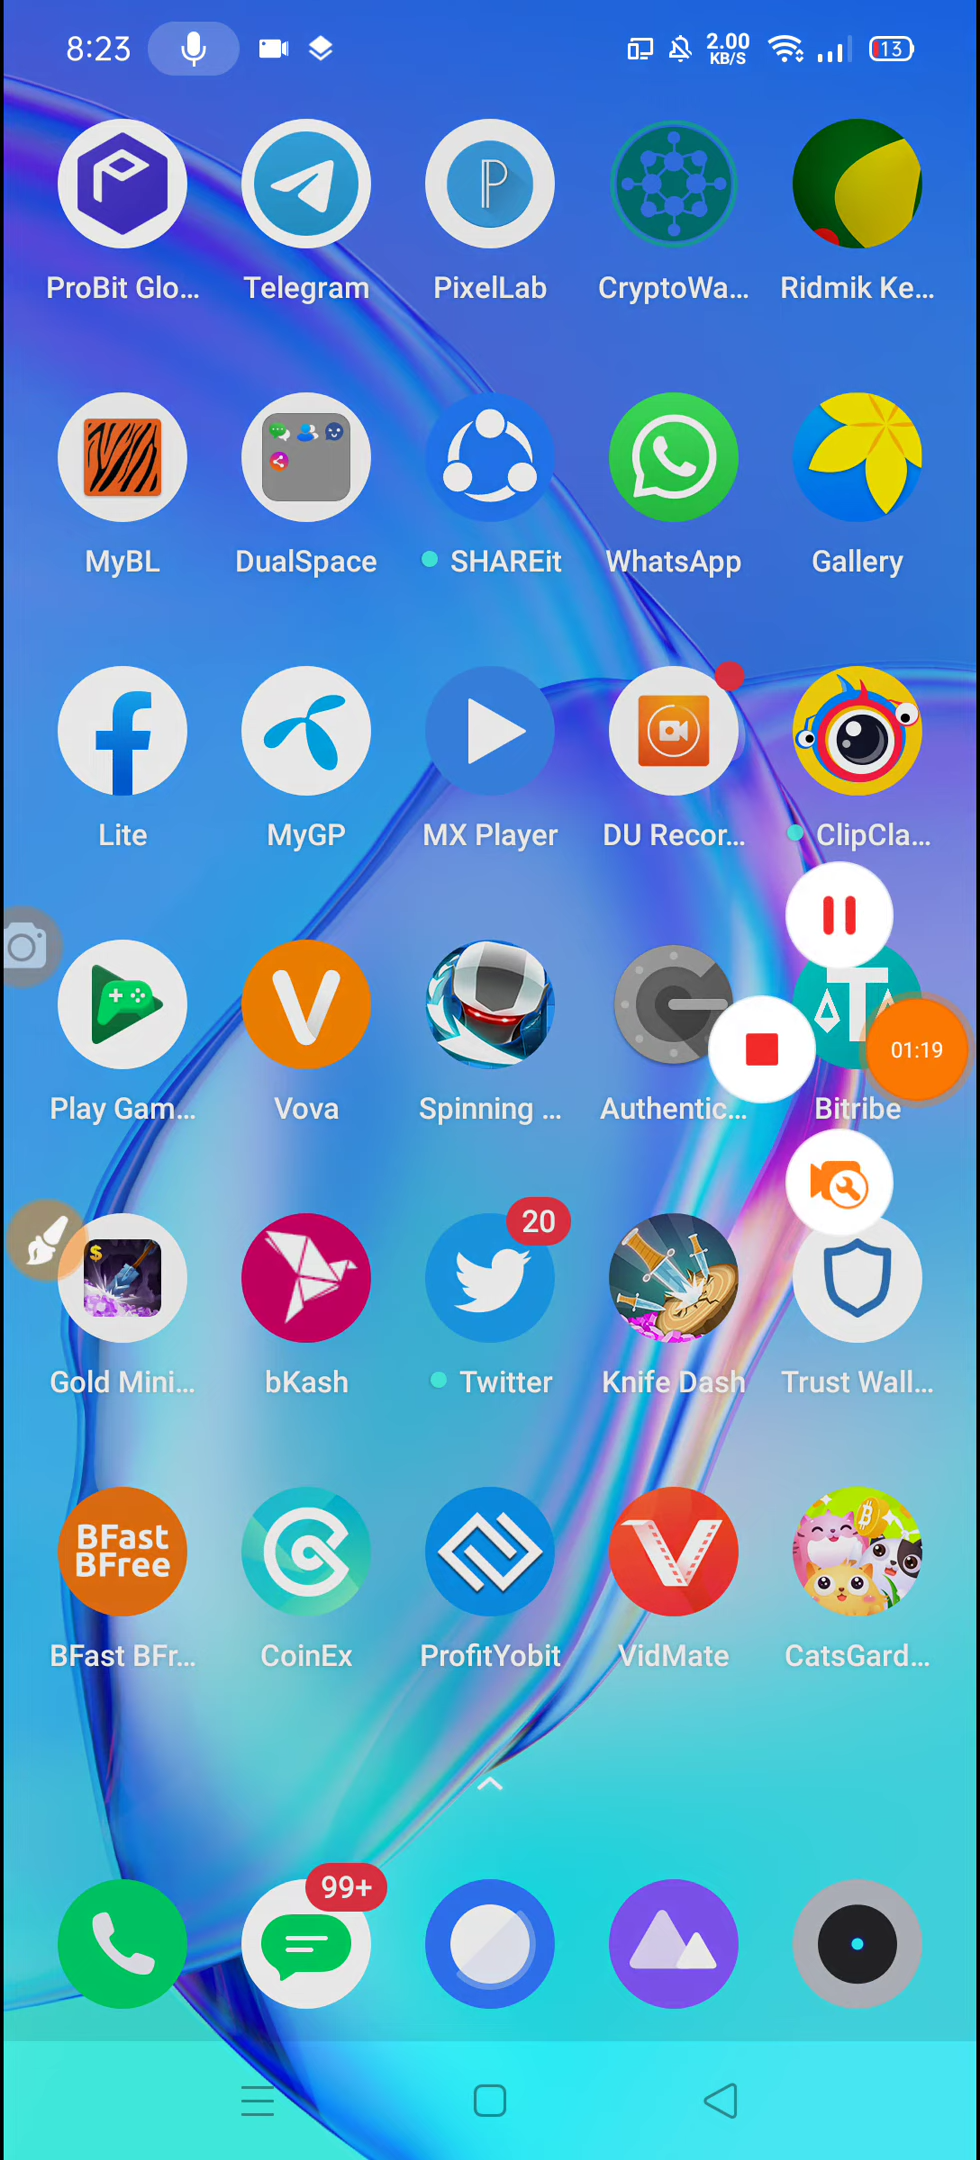 8:23
2.00
KB/S
13
ProBit Glo...
Telegram
PixelLab
CryptoWa...
Ridmik Ke...
MyBL
DualSpace
SHAREit
WhatsApp
Gallery
Lite
MyGP
MX Player
DU Recor...
ClipCla...
01:19
Play Gam...
Vova
Spinning ...
Authentic...
Bitribe
20
Gold Mini...
bKash
Twitter
Knife Dash
Trust Wall...
BFast
BFree
BFast BFr...
CoinEx
ProfitYobit
VidMate
CatsGard...
99+